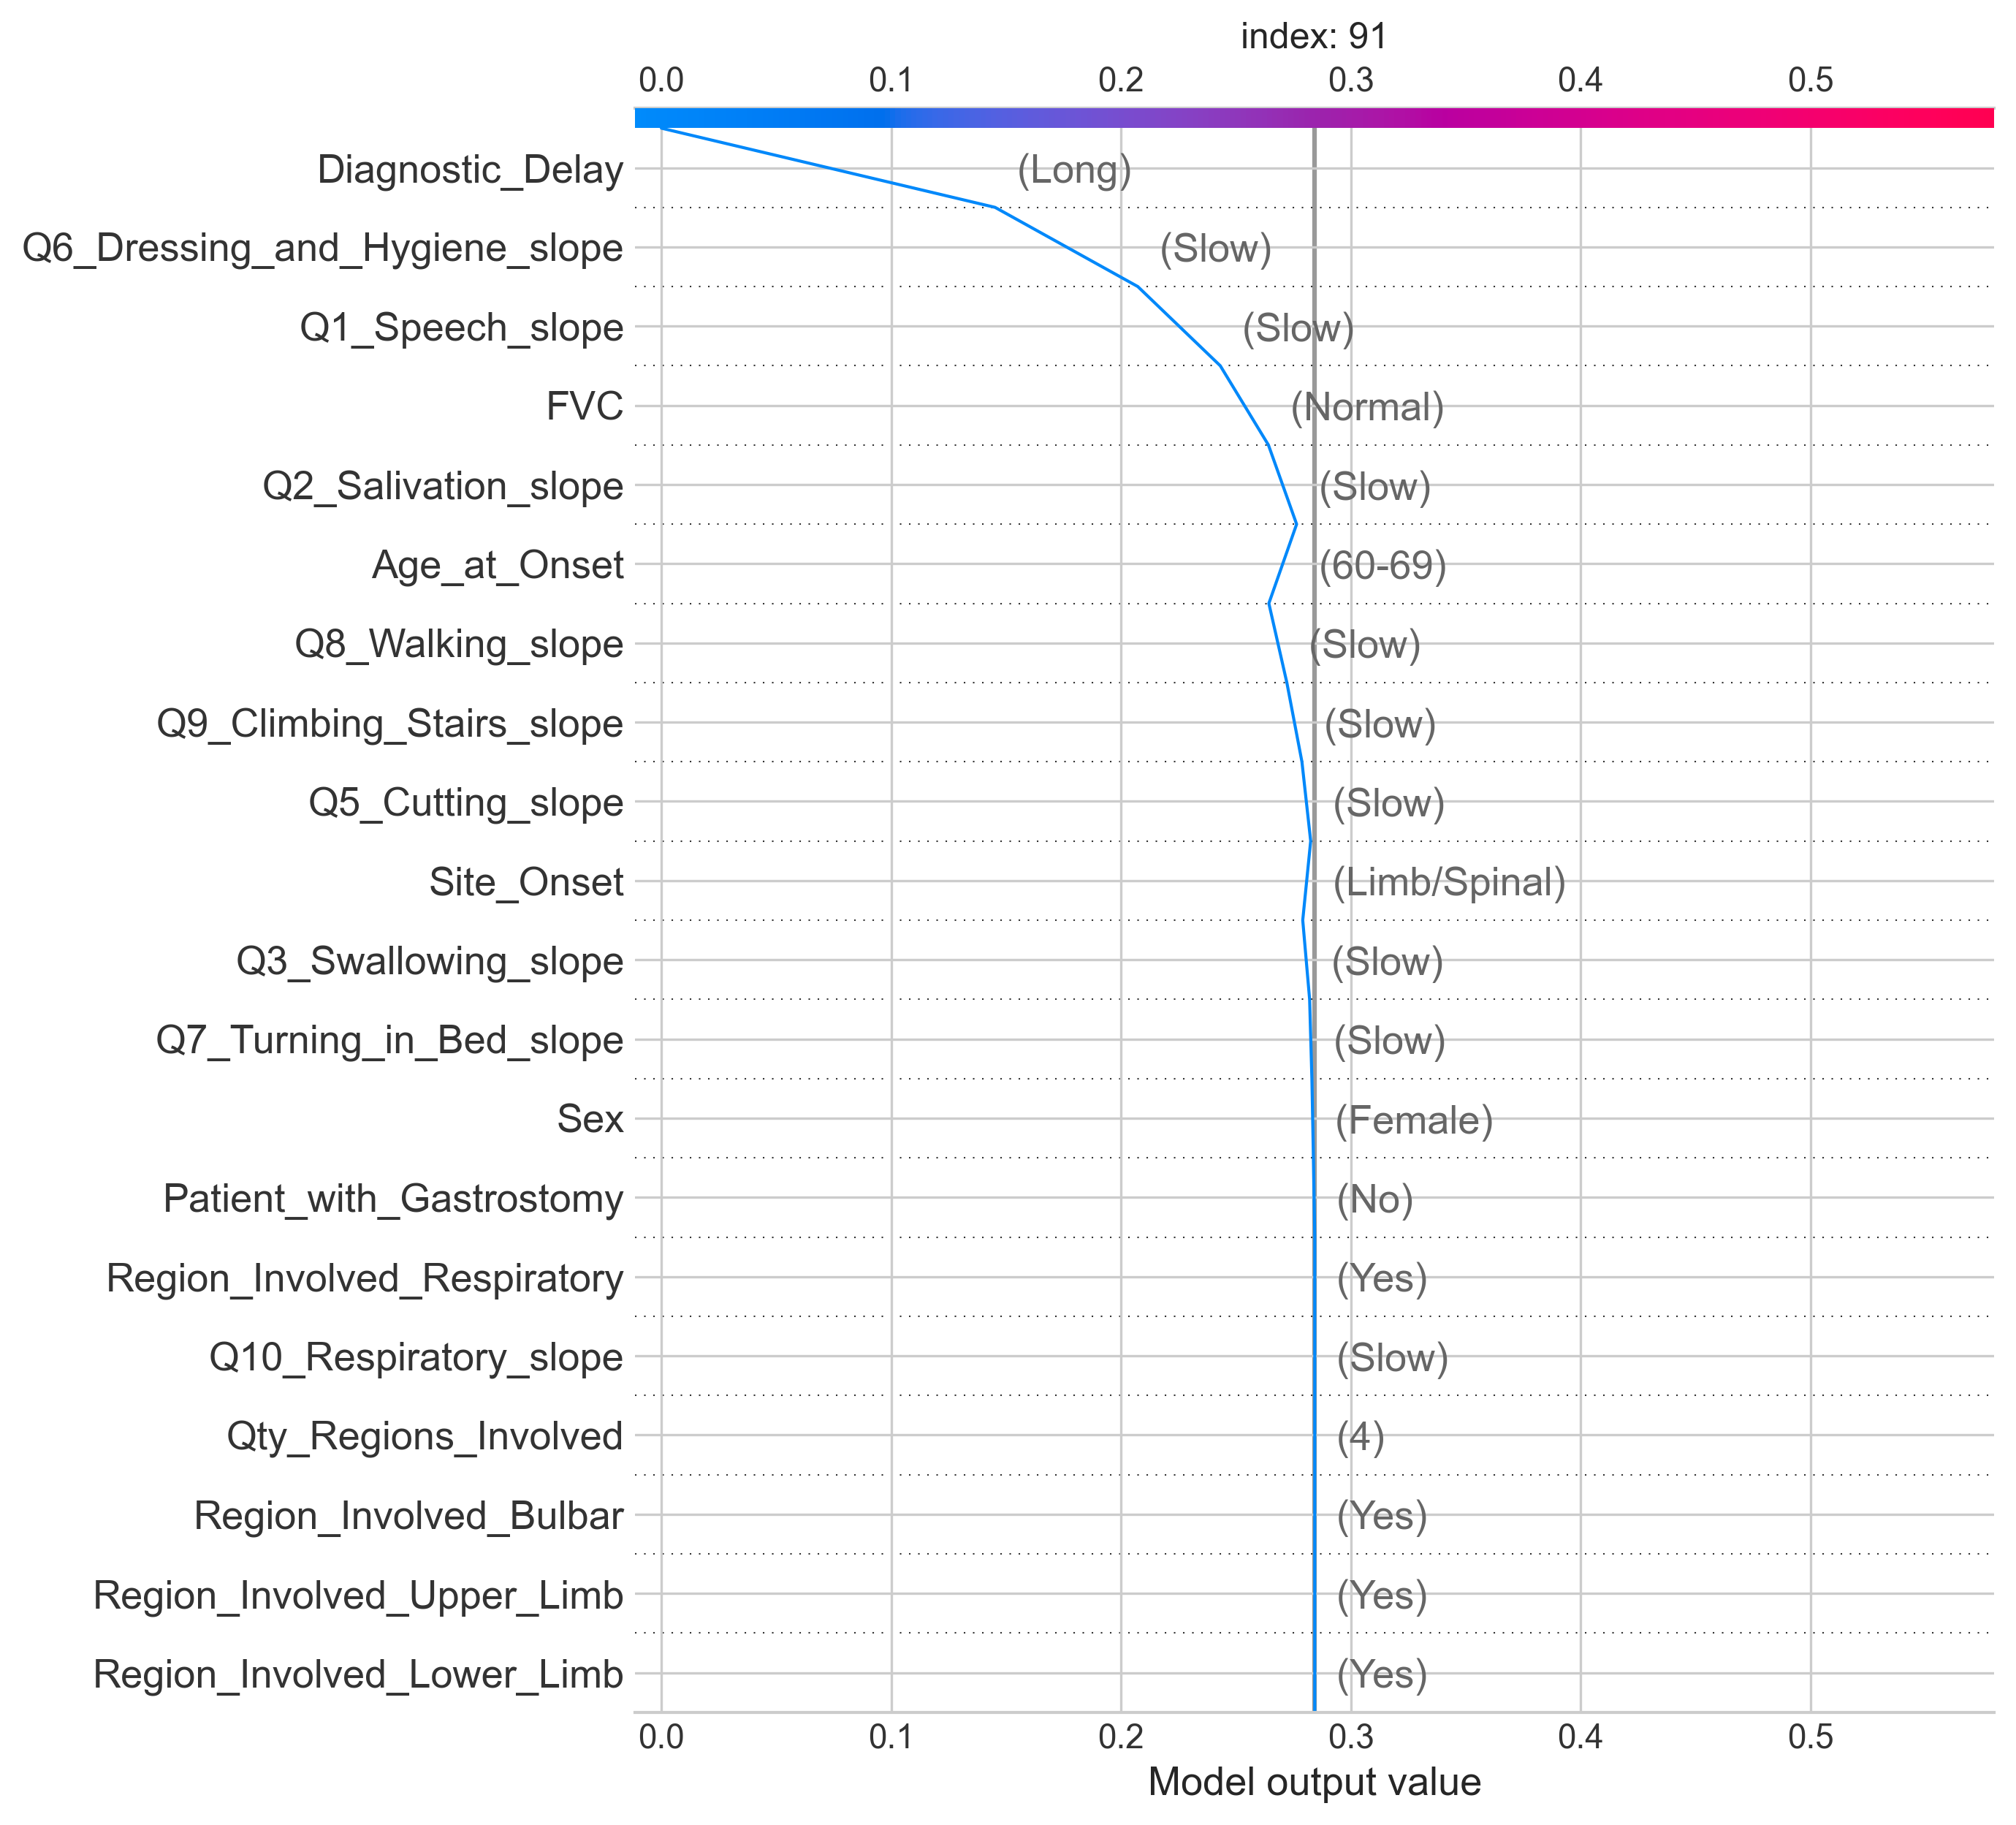 index: 91
0.0 0.1 0.2 0.3 0.4 0.5
Diagnostic_Delay (Long)
Q6_Dressing_and_Hygiene_slope (Slow)
Q1_Speech_slope (Slow)
FVC (Normal)
Q2_Salivation_slope (Slow)
Age_at_Onset (60-69)
Q8_Walking_slope (Slow)
Q9_Climbing_Stairs_slope (Slow)
Q5_Cutting_slope (Slow)
Site_Onset (Limb/Spinal)
Q3_Swallowing_slope (Slow)
Q7_Turning_in_Bed_slope (Slow)
Sex (Female)
Patient_with_Gastrostomy (No)
Region_Involved_Respiratory (Yes)
Q10_Respiratory_slope (Slow)
Qty_Regions_Involved (4)
Region_Involved_Bulbar (Yes)
Region_Involved_Upper_Limb (Yes)
Region_Involved_Lower_Limb (Yes)
0.0 0.1 0.2 0.3 0.4 0.5
Model output value